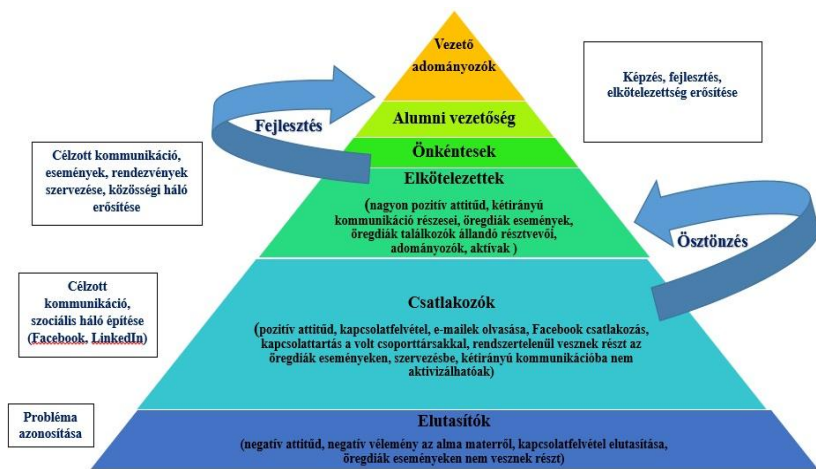 Vezető
adományozók
Képzés, fejlesztés,
elkötelezettség erősítése
Alumni vezetőség
Fejlesztés
Önkéntesek
Célzott kommunikáció,
események, rendezvények
szervezése, közösségi háló
erősítése
Elkötelezettek
(nagyon pozitív attitűd, kétirányú
kommunikáció részesei, öregdiák események,
öregdiák találkozók állandó résztvevői,
adományozók, aktívak )
Ösztönzés
Célzott
kommunikáció,
szociális háló építése
(Facebook, LinkedIn)
Csatlakozók
(pozitív attitűd, kapcsolatfelvétel, e-mailek olvasása, Facebook csatlakozás,
kapcsolattartás a volt csoporttársakkal, rendszertelenül vesznek részt az
öregdiák eseményeken, szervezésbe, kétirányú kommunikációba nem
aktivizálhatóak)
Probléma
azonosítása
Elutasítók
(negatív attitűd, negatív vélemény az alma materről, kapcsolatfelvétel elutasítása,
öregdiák eseményeken nem vesznek részt)